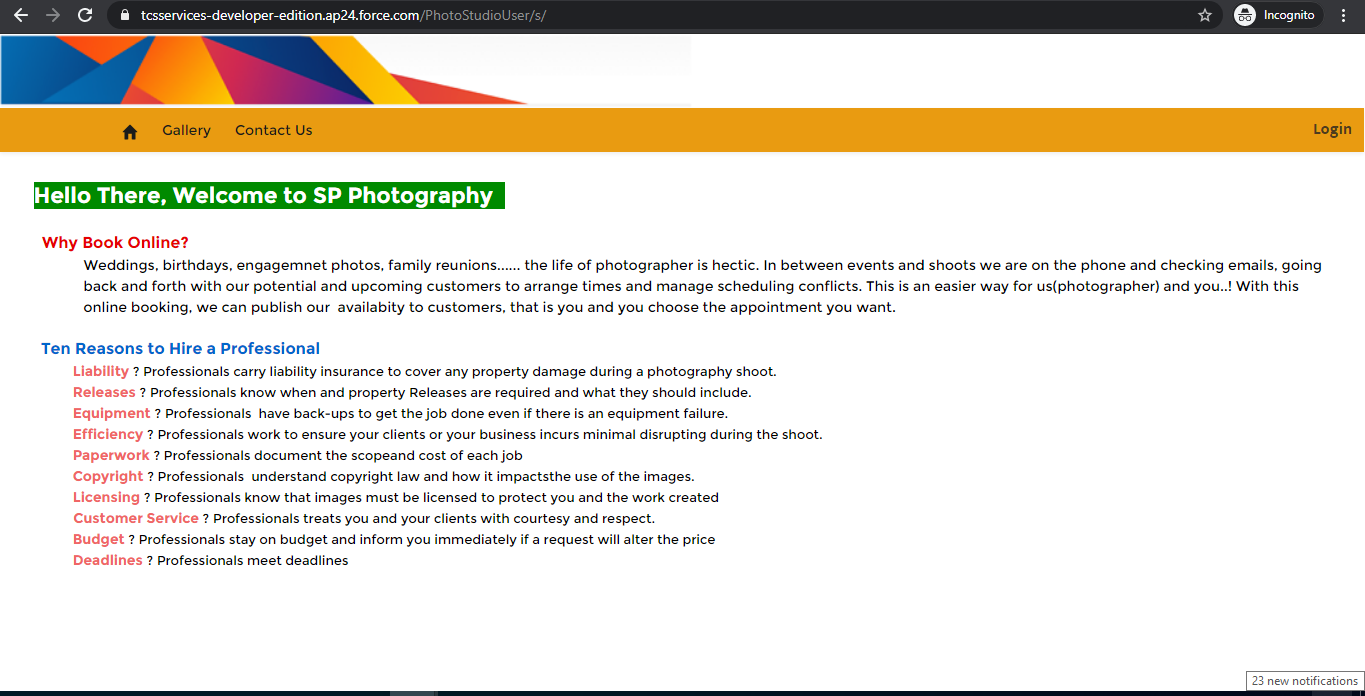 tcsservices-developer-edition.ap24.force.com/PhotoStudioUser/s/
Incognito
Gallery Contact Us
Login
Hello There, Welcome to SP Photography
Why Book Online?
Weddings, birthdays, engagemnet photos, family reunions...... the life of photographer is hectic. In between events and shoots we are on the phone and checking emails, going
back and forth with our potential and upcoming customers to arrange times and manage scheduling conflicts. This is an easier way for us(photographer) and you..! With this
online booking, we can publish our  availabity to customers, that is you and you choose the appointment you want.
Ten Reasons to Hire a Professional
Liability ? Professionals carry liability insurance to cover any property damage during a photography shoot.
Releases ? Professionals know when and property Releases are required and what they should include.
Equipment ? Professionals  have back-ups to get the job done even if there is an equipment failure.
Efficiency ? Professionals work to ensure your clients or your business incurs minimal disrupting during the shoot.
Paperwork ? Professionals document the scopeand cost of each job
Copyright ? Professionals  understand copyright law and how it impactsthe use of the images.
Licensing ? Professionals know that images must be licensed to protect you and the work created
Customer Service ? Professionals treats you and your clients with courtesy and respect.
Budget ? Professionals stay on budget and inform you immediately if a request will alter the price
Deadlines ? Professionals meet deadlines
23 new notifications